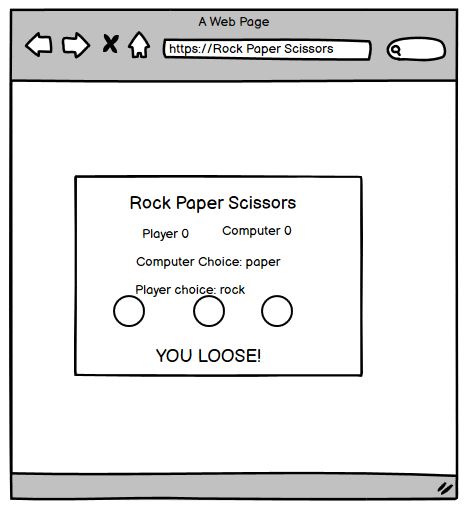 A Web Page
https://Rock Paper Scissors
Rock Paper Scissors
Player 0 Computer 0
Computer Choice: paper
Player choice: rock
YOU LOOSE!